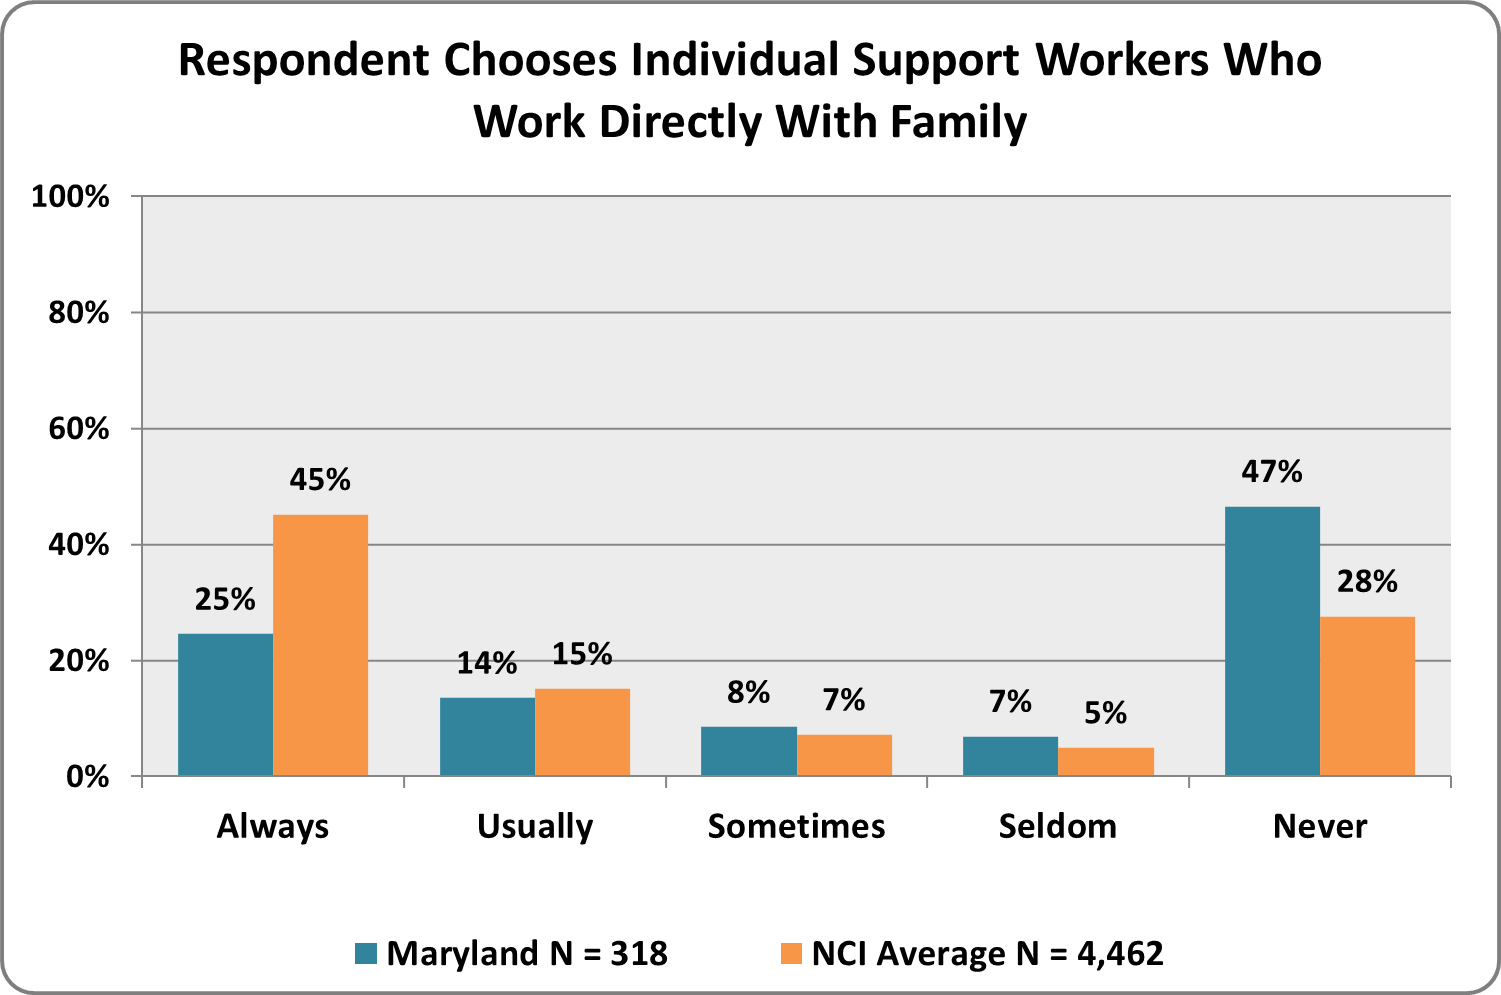 Respondent Chooses Individual Support Workers Who
Work Directly With Family
100%
80%
60%
40%
20%
0%
25%
45%
14%
15%
8%
7%
7%
5%
47%
28%
Always
Usually
Sometimes
Seldom
Never
Maryland N = 318
NCI Average N = 4,462